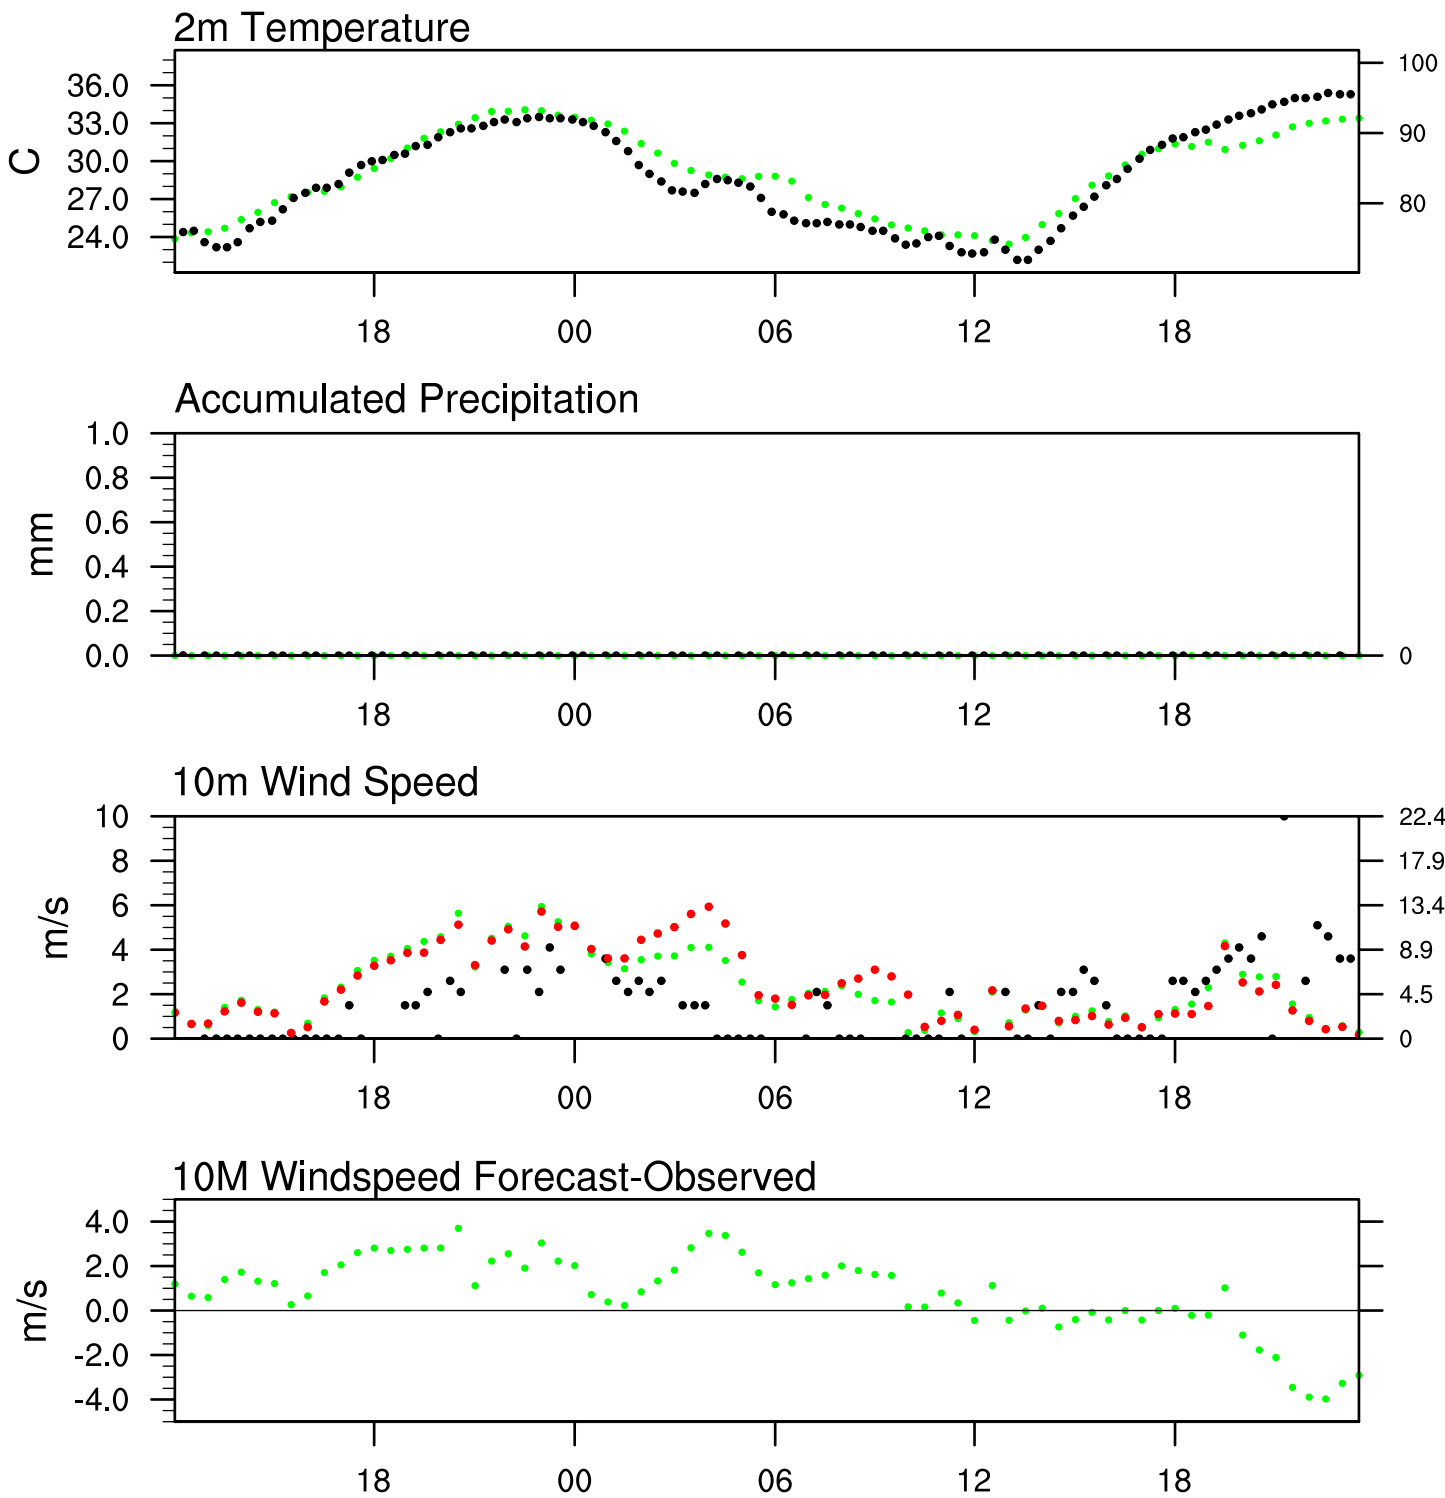 2m Temperature
36.0
33.0
30.0
27.0
24.0
C
100
90
80
18 00 06 12 18
Accumulated Precipitation
1.0
0.8
0.6
0.4
0.2
0.0
mm
0
18 00 06 12 18
10m Wind Speed
10
8
6
4
2
0
m/s
22.4
17.9
13.4
8.9
4.5
0
18 00 06 12 18
10M Windspeed Forecast-Observed
4.0
2.0
0.0
-2.0
-4.0
m/s
18 00 06 12 18